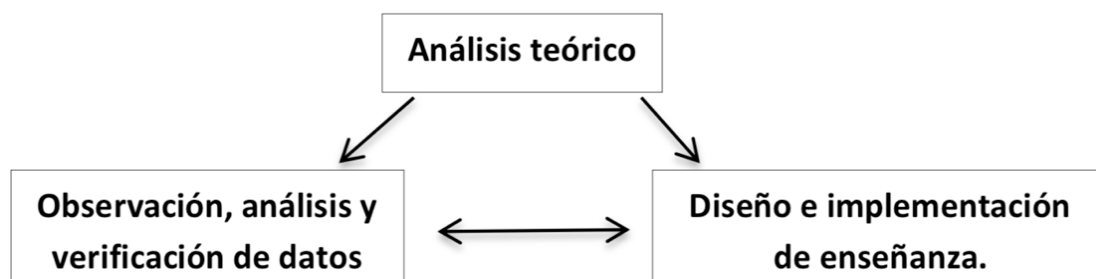 Análisis teórico
Observación, análisis y
verificación de datos
Diseño e implementación
de enseñanza.